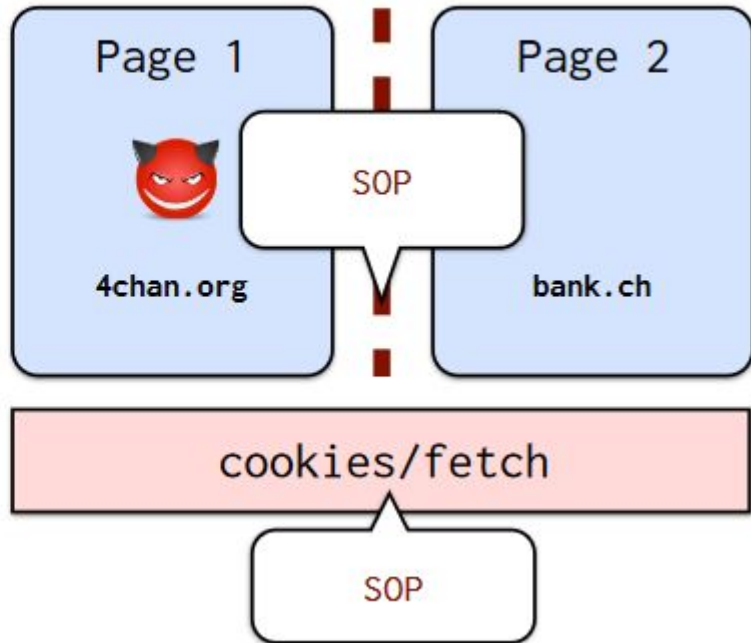 Page 1
Page 2
SOP
4chan.org
bank.ch
cookies/fetch
SOP